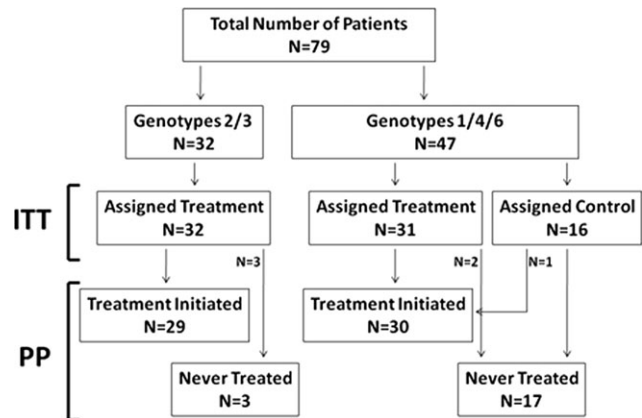 Total Number of Patients
N=79
Genotypes 2/3
N=32
Genotypes 1/4/6
N=47
ITT
Assigned Treatment
N=32
Assigned Treatment
N=31
Assigned Control
N=16
N=3
N=2
N=1
PP
Treatment Initiated
N=29
Treatment Initiated
N=30
Never Treated
N=3
Never Treated
N=17